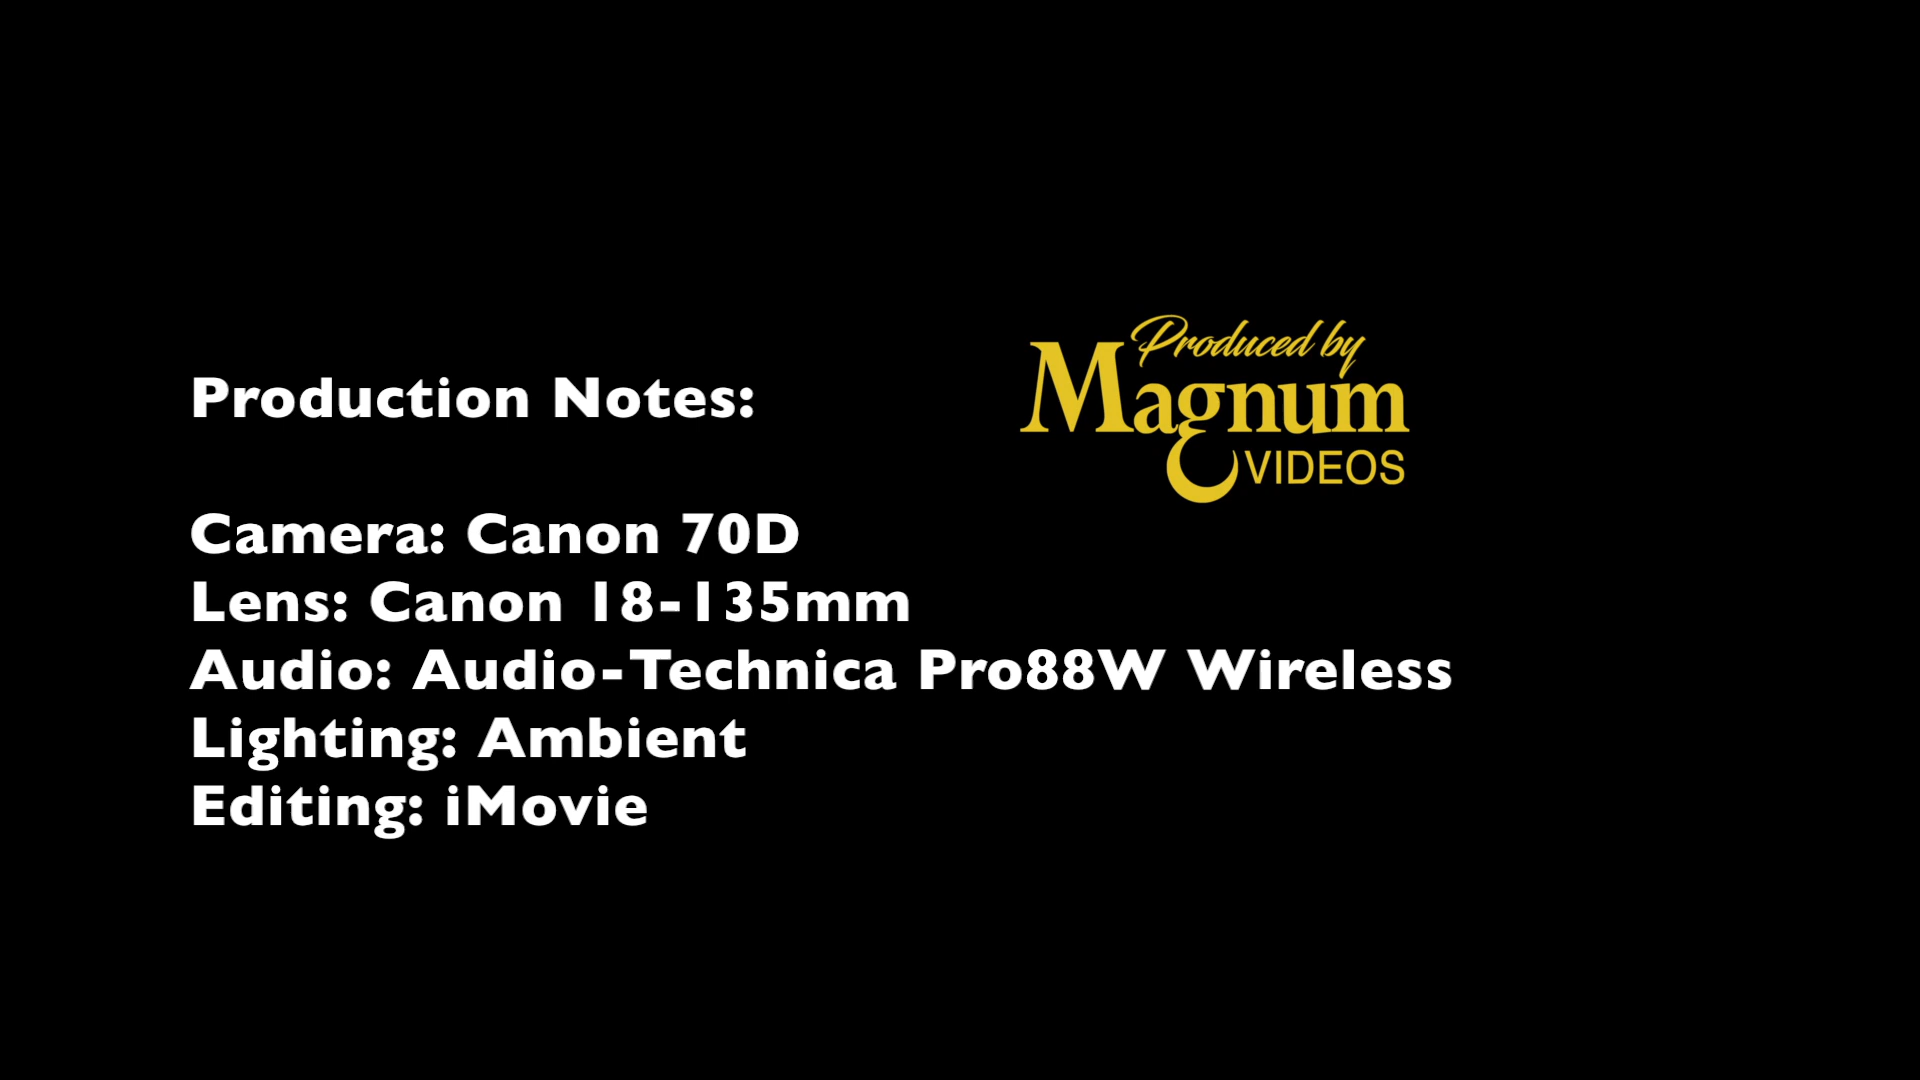 Produced by
Magnum
VIDEOS
Production Notes:
Camera: Canon 70D
Lens: Canon 18-135mm
Audio: Audio-Technica Pro88W Wireless
Lighting: Ambient
Editing: iMovie